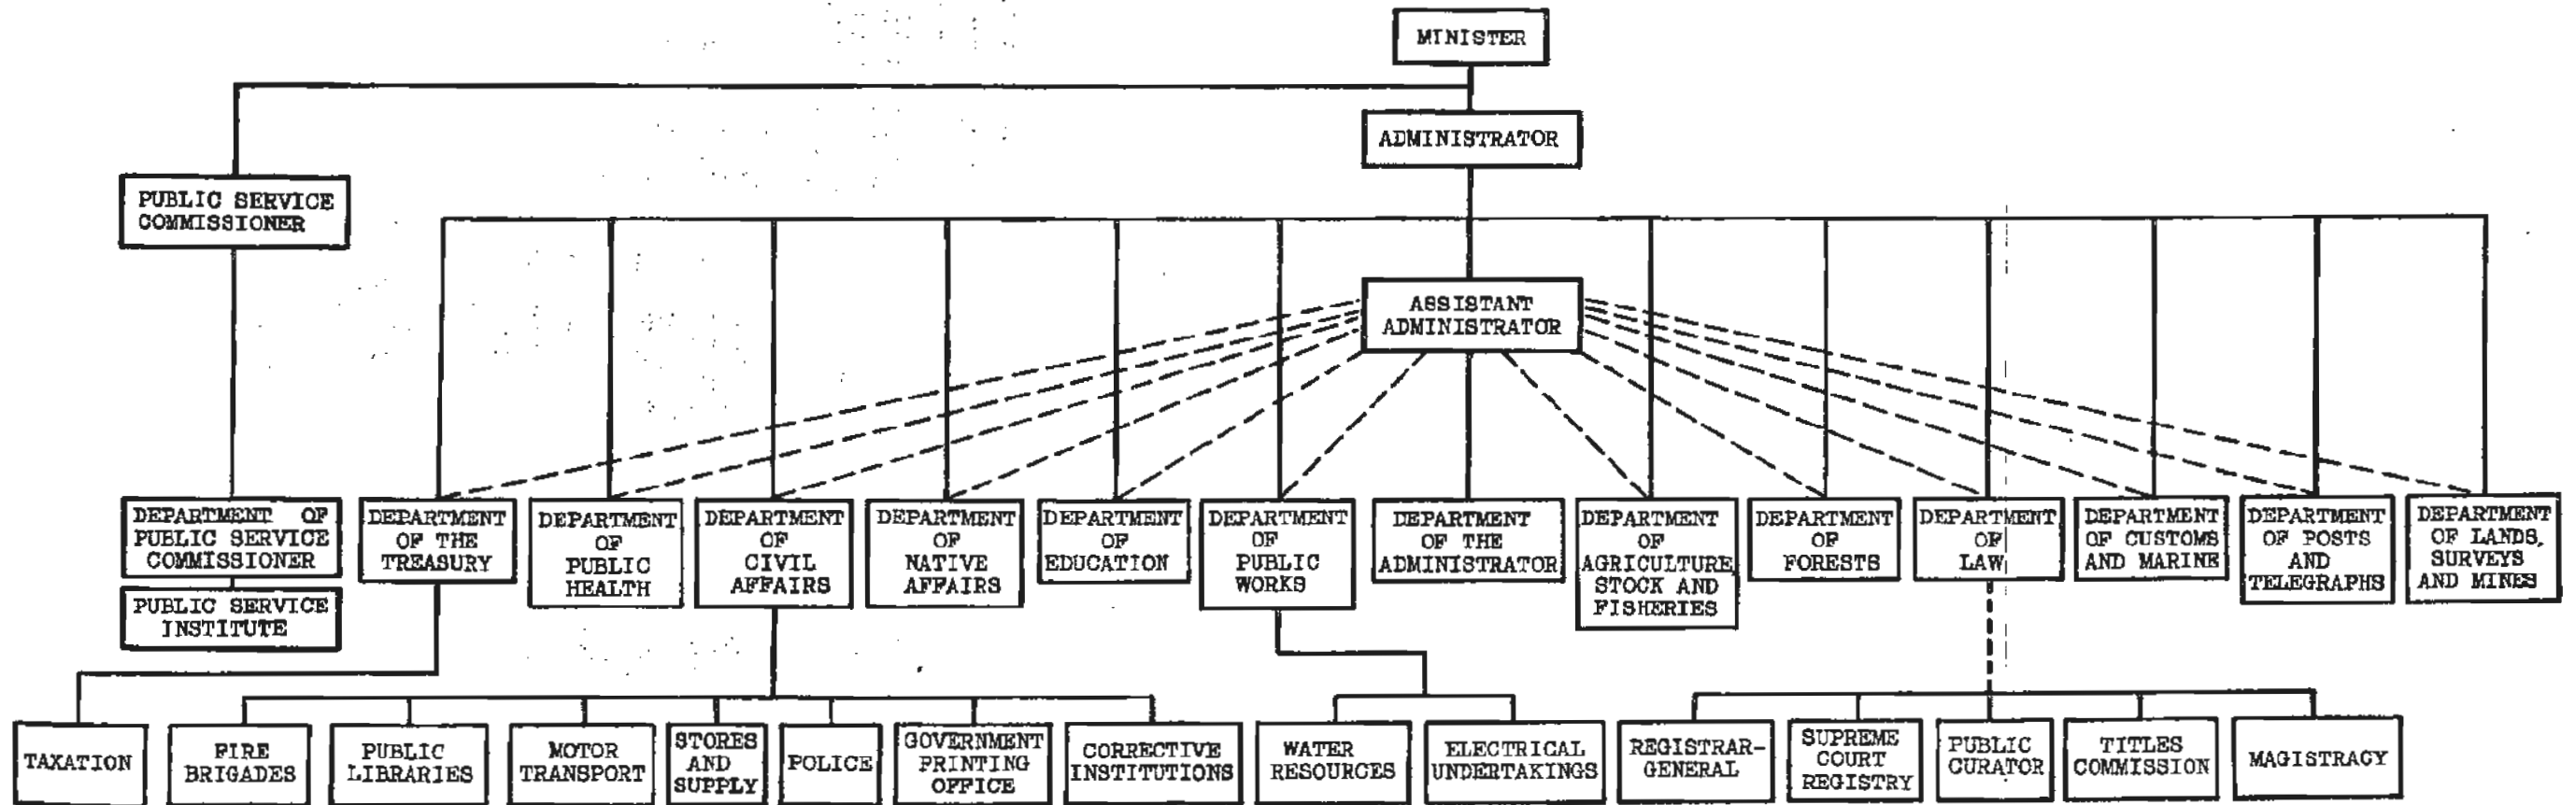 MINISTER
ADMINISTRATOR
PUBLIC SERVICE
COMMISSIONER
ASSISTANT
ADMINISTRATOR
DEPARTMENT OF
PUBLIC SERVICE
COMMISSIONER
PUBLIC SERVICE
INSTITUTE
DEPARTMENT
OF THE
TREASURY
DEPARTMENT
OF
PUBLIC
HEALTH
DEPARTMENT
OF
CIVIL
AFFAIRS
DEPARTMENT
OF
NATIVE
AFFAIRS
DEPARTMENT
OF
EDUCATION
DEPARTMENT
OF
PUBLIC
WORKS
DEPARTMENT
OF THE
ADMINISTRATOR
DEPARTMENT
OF
AGRICULTURE,
STOCK AND
FISHERIES
DEPARTMENT
OF
FORESTS
DEPARTMENT
OF
LAW
DEPARTMENT
OF CUSTOMS
AND MARINE
DEPARTMENT
OF POSTS
AND
TELEGRAPHS
DEPARTMENT
OF LANDS,
SURVEYS
AND MINES
TAXATION
FIRE
BRIGADES
PUBLIC
LIBRARIES
MOTOR
TRANSPORT
STORES
AND
SUPPLY
POLICE
GOVERNMENT
PRINTING
OFFICE
CORRECTIVE
INSTITUTIONS
WATER
RESOURCES
ELECTRICAL
UNDERTAKINGS
REGISTRAR-
GENERAL
SUPREME
COURT
REGISTRY
PUBLIC
CURATOR
TITLES
COMMISSION
MAGISTRACY